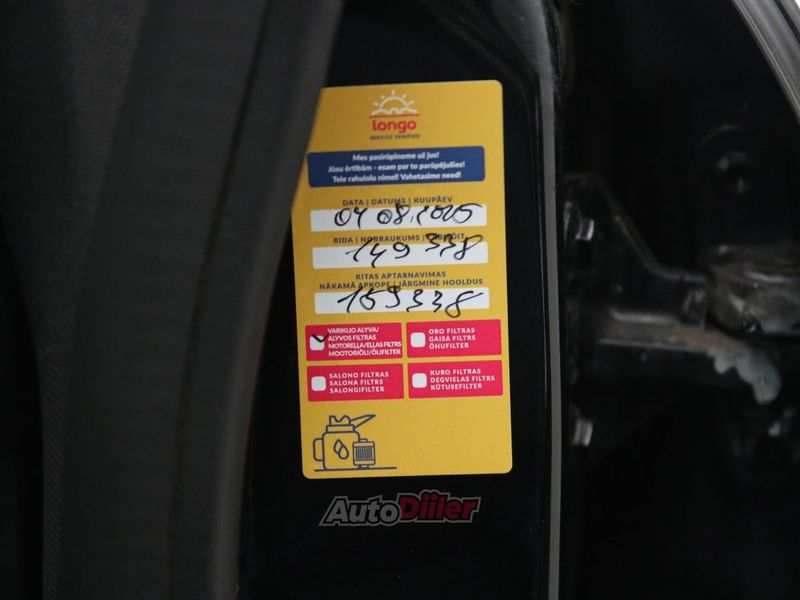 longo
SERVICE VERIFIED
Mes pasirūpinome už jus!
Jūsu ērtībām - esam par to parūpējušies!
Teie rahulolu nimel! Vahetasime need!
DATA | DATUMS | KUUPÄEV
04 08.2025
RIDA | NOBRAUKUMS | LÄBISÕIT
149 338
KITAS APTARNAVIMAS
NĀKAMĀ APKOPE | JÄRGMINE HOOLDUS
159338
VARIKLIO ALYVA/
ALYVOS FILTRAS
MOTOREĻĻA/EĻĻAS FILTRS
MOOTORIÕLI/ÕLIFILTER
ORO FILTRAS
GAISA FILTRS
ÕHUFILTER
SALONO FILTRAS
SALONA FILTRS
SALONGIFILTER
KURO FILTRAS
DEGVIELAS FILTRS
KÜTUSEFILTER
AutoDiiler